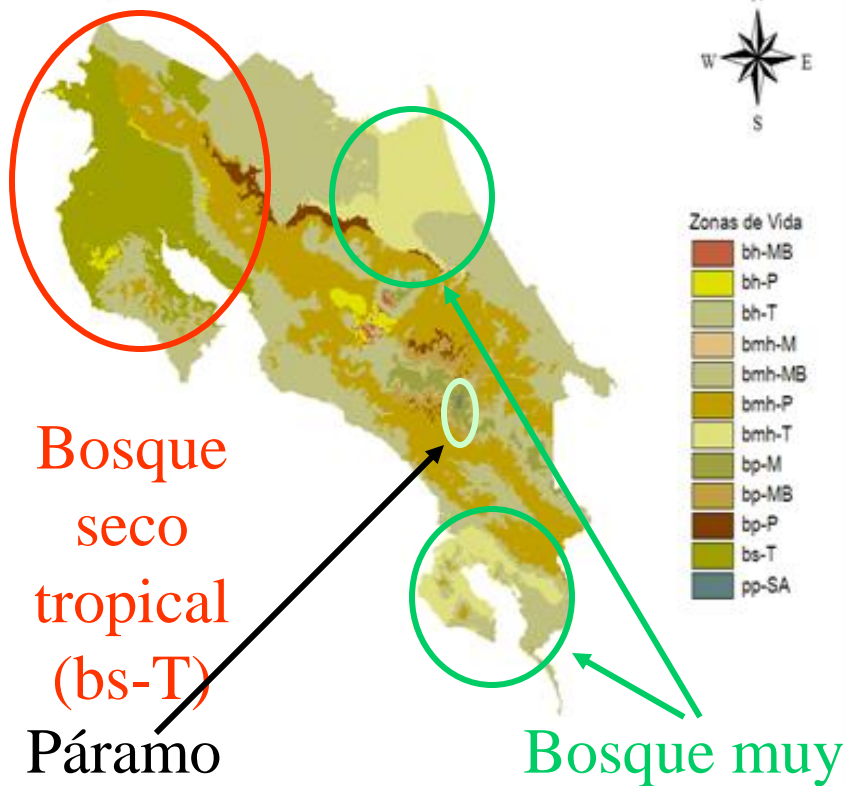 W
E
S
Zonas de Vida
bh-MB
bh-P
bh-T
bmh-M
bmh-MB
bmh-P
bmh-T
bp-M
bp-MB
bp-P
bs-T
pp-SA
Bosque
seco
tropical
(bs-T)
Páramo
Bosque muy